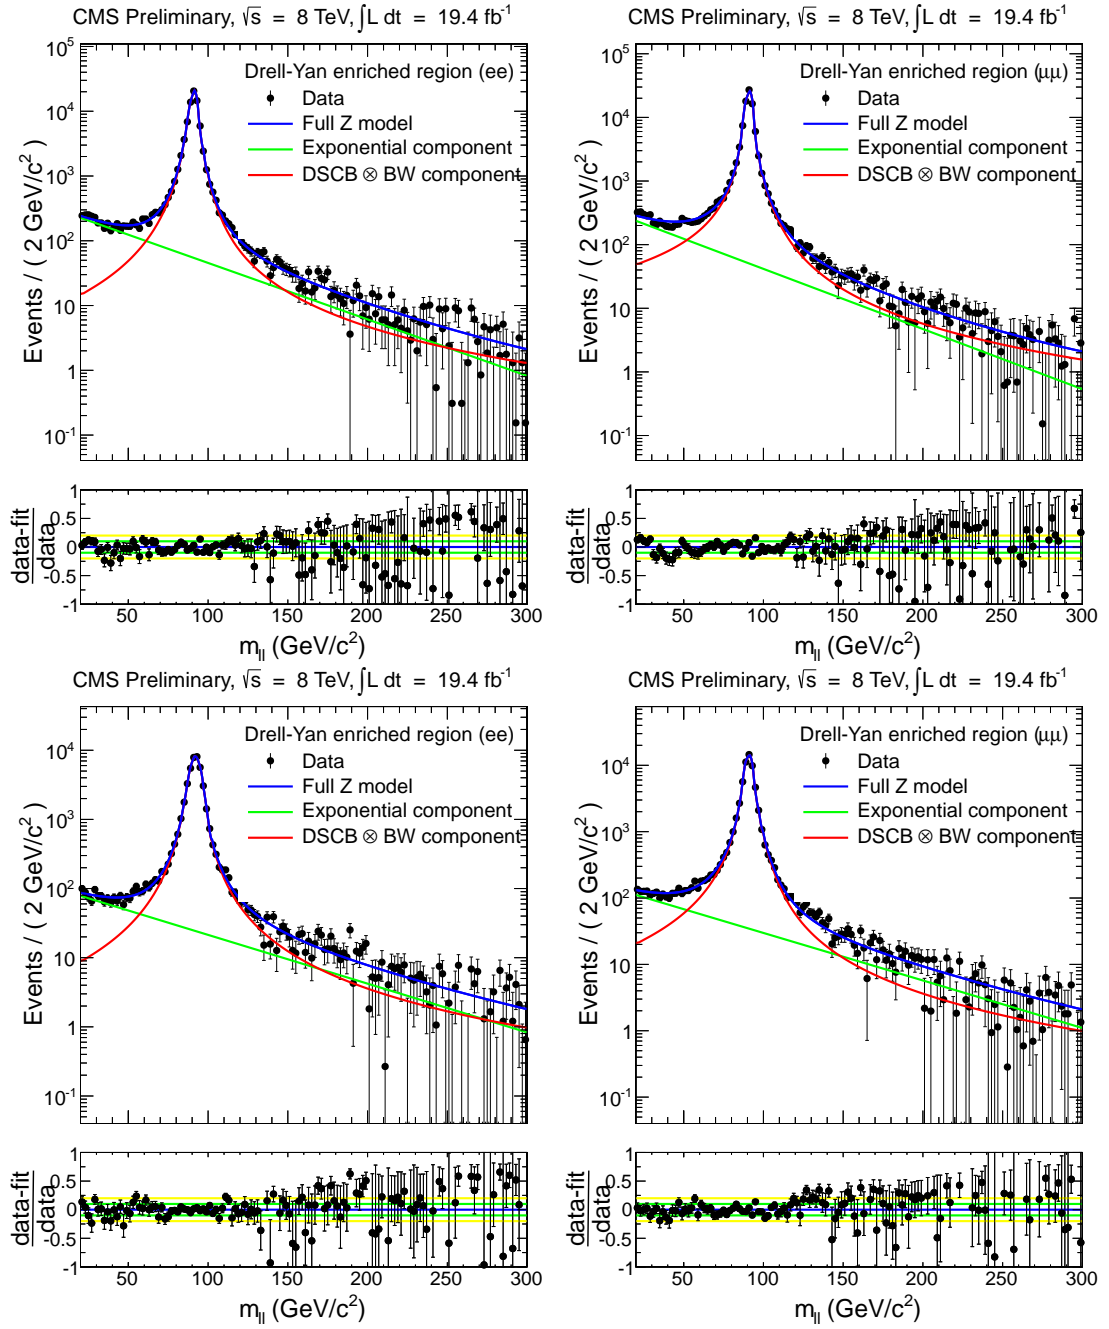 CMS Preliminary, √s = 8 TeV, ∫L dt = 19.4 fb⁻¹
Drell-Yan enriched region (ee)
Data
Full Z model
Exponential component
DSCB ⊗ BW component
Events / ( 2 GeV/c² )
10⁵
10⁴
10³
10²
10
1
10⁻¹
data-fit
data
1
0.5
0
-0.5
-1
50 100 150 200 250 300
m_ll (GeV/c²)
CMS Preliminary, √s = 8 TeV, ∫L dt = 19.4 fb⁻¹
Drell-Yan enriched region (μμ)
Data
Full Z model
Exponential component
DSCB ⊗ BW component
Events / ( 2 GeV/c² )
10⁵
10⁴
10³
10²
10
1
10⁻¹
data-fit
data
1
0.5
0
-0.5
-1
50 100 150 200 250 300
m_ll (GeV/c²)
CMS Preliminary, √s = 8 TeV, ∫L dt = 19.4 fb⁻¹
Drell-Yan enriched region (ee)
Data
Full Z model
Exponential component
DSCB ⊗ BW component
Events / ( 2 GeV/c² )
10⁴
10³
10²
10
1
10⁻¹
data-fit
data
1
0.5
0
-0.5
-1
50 100 150 200 250 300
m_ll (GeV/c²)
CMS Preliminary, √s = 8 TeV, ∫L dt = 19.4 fb⁻¹
Drell-Yan enriched region (μμ)
Data
Full Z model
Exponential component
DSCB ⊗ BW component
Events / ( 2 GeV/c² )
10⁴
10³
10²
10
1
10⁻¹
data-fit
data
1
0.5
0
-0.5
-1
50 100 150 200 250 300
m_ll (GeV/c²)